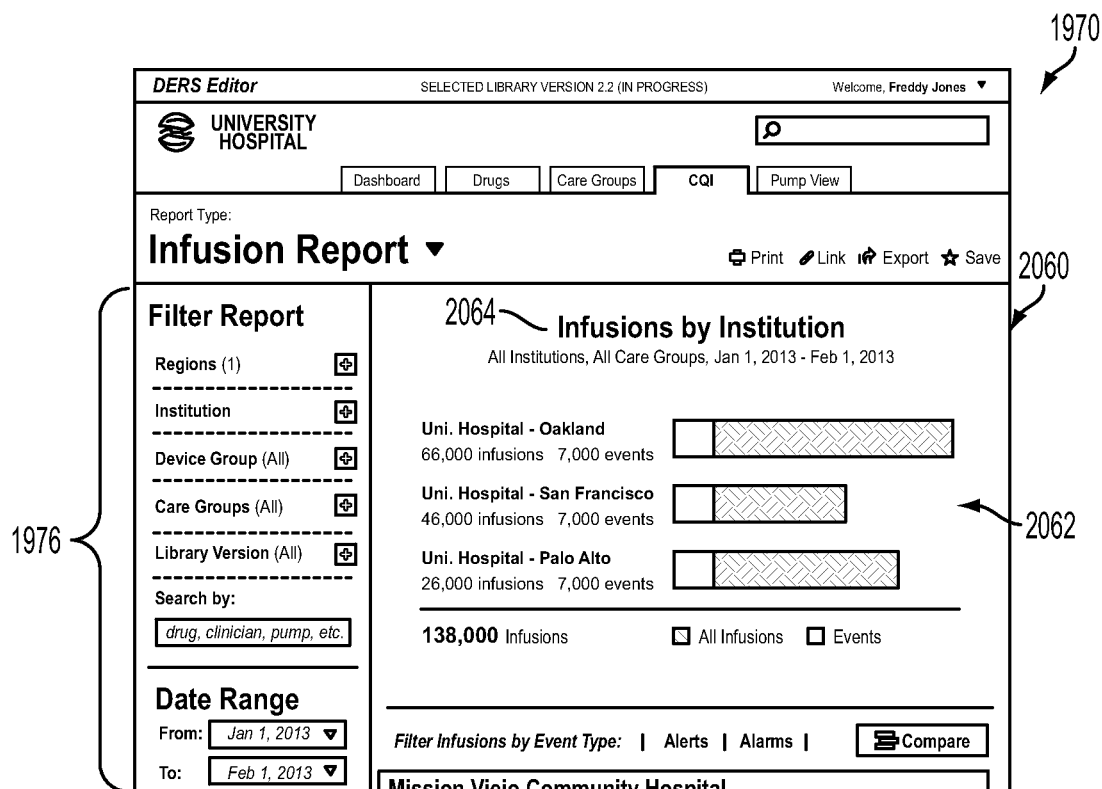 1970
DERS Editor
SELECTED LIBRARY VERSION 2.2 (IN PROGRESS)
Welcome, Freddy Jones
UNIVERSITY
HOSPITAL
Dashboard
Drugs
Care Groups
CQI
Pump View
Report Type:
Infusion Report
Print
Link
Export
Save
2060
1976
Filter Report
Regions (1)
Institution
Device Group (All)
Care Groups (All)
Library Version (All)
Search by:
drug, clinician, pump, etc.
Date Range
From: Jan 1, 2013
To: Feb 1, 2013
2064
Infusions by Institution
All Institutions, All Care Groups, Jan 1, 2013 - Feb 1, 2013
Uni. Hospital - Oakland
66,000 infusions 7,000 events
Uni. Hospital - San Francisco
46,000 infusions 7,000 events
Uni. Hospital - Palo Alto
26,000 infusions 7,000 events
2062
138,000 Infusions
All Infusions
Events
Filter Infusions by Event Type: | Alerts | Alarms |
Compare
Mission Viejo Community Hospital